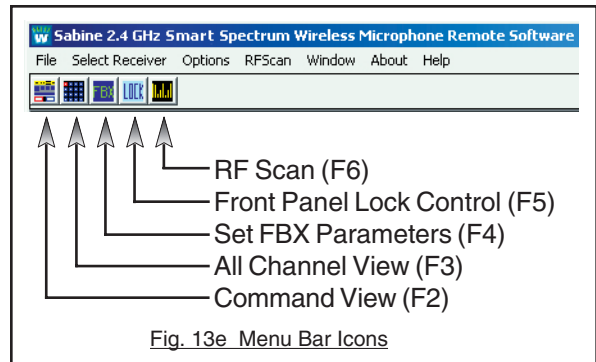 W Sabine 2.4 GHz Smart Spectrum Wireless Microphone Remote Software
File Select Receiver Options RFScan Window About Help
FBX LOCK
RF Scan (F6)
Front Panel Lock Control (F5)
Set FBX Parameters (F4)
All Channel View (F3)
Command View (F2)
Fig. 13e Menu Bar Icons